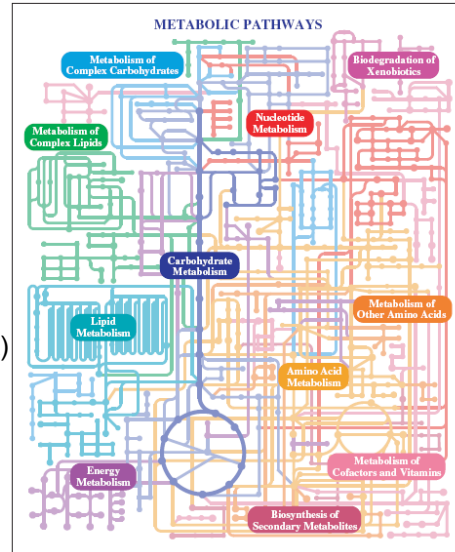 METABOLIC PATHWAYS
Metabolism of
Complex Carbohydrates
Biodegradation of
Xenobiotics
Nucleotide
Metabolism
Metabolism of
Complex Lipids
Carbohydrate
Metabolism
Metabolism of
Other Amino Acids
Lipid
Metabolism
)
Amino Acid
Metabolism
Energy
Metabolism
Metabolism of
Cofactors and Vitamins
Biosynthesis of
Secondary Metabolites